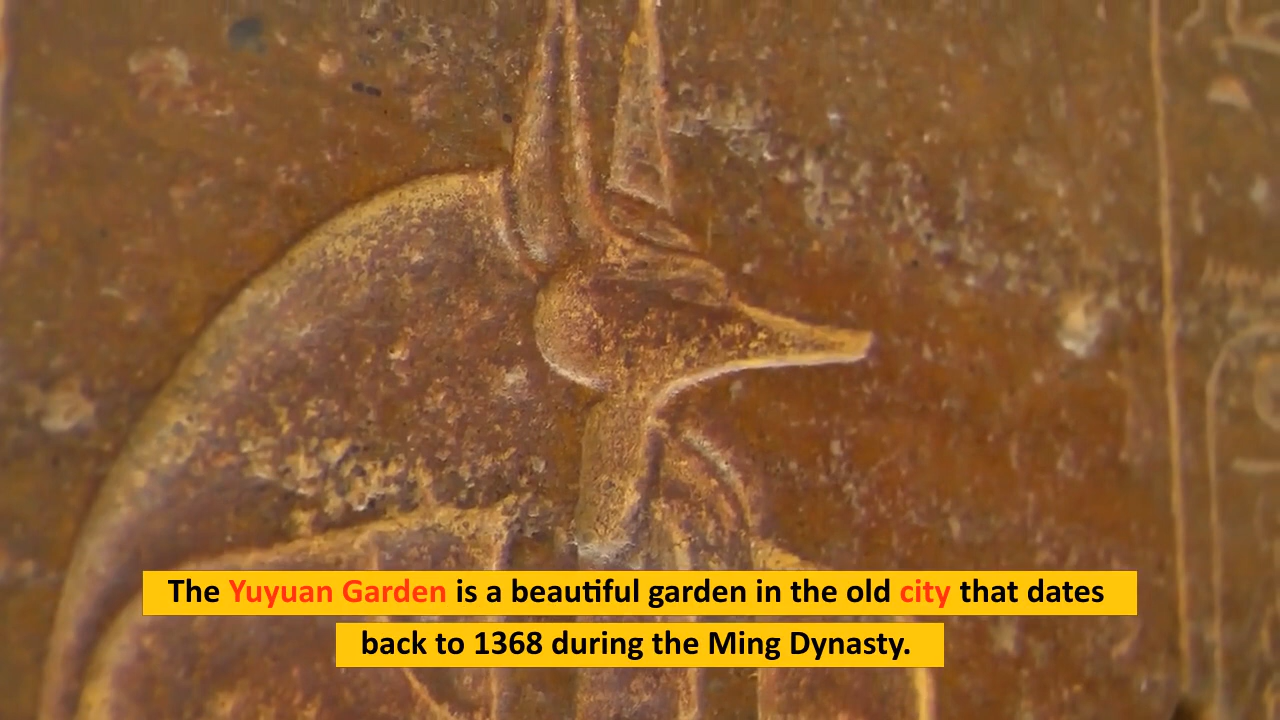 The Yuyuan Garden is a beautiful garden in the old city that dates
back to 1368 during the Ming Dynasty.